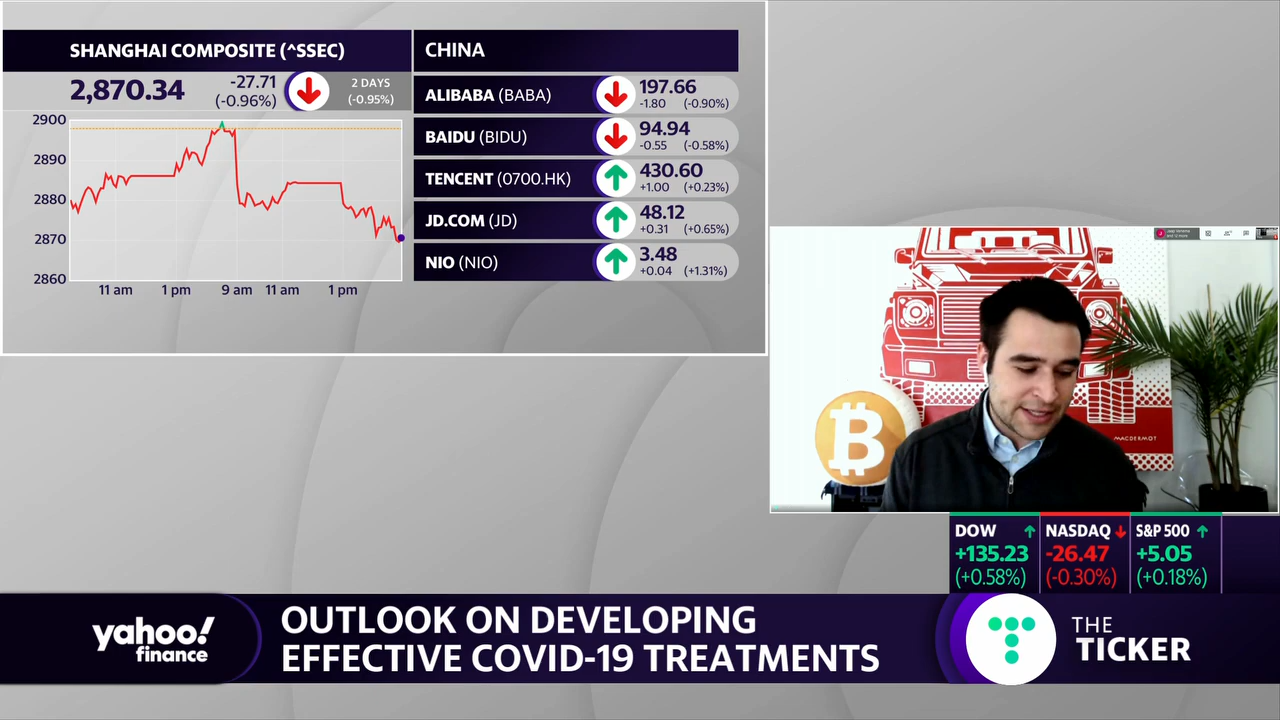 SHANGHAI COMPOSITE (^SSEC)
2,870.34
-27.71
(-0.96%)
2 DAYS
(-0.95%)
2900
2890
2880
2870
2860
11 am
1 pm
9 am
11 am
1 pm
CHINA
ALIBABA (BABA)
197.66
-1.80 (-0.90%)
BAIDU (BIDU)
94.94
-0.55 (-0.58%)
TENCENT (0700.HK)
430.60
+1.00 (+0.23%)
JD.COM (JD)
48.12
+0.31 (+0.65%)
NIO (NIO)
3.48
+0.04 (+1.31%)
MACDERMOT
DOW
+135.23
(+0.58%)
NASDAQ
-26.47
(-0.30%)
S&P 500
+5.05
(+0.18%)
yahoo!
finance
OUTLOOK ON DEVELOPING
EFFECTIVE COVID-19 TREATMENTS
THE
TICKER